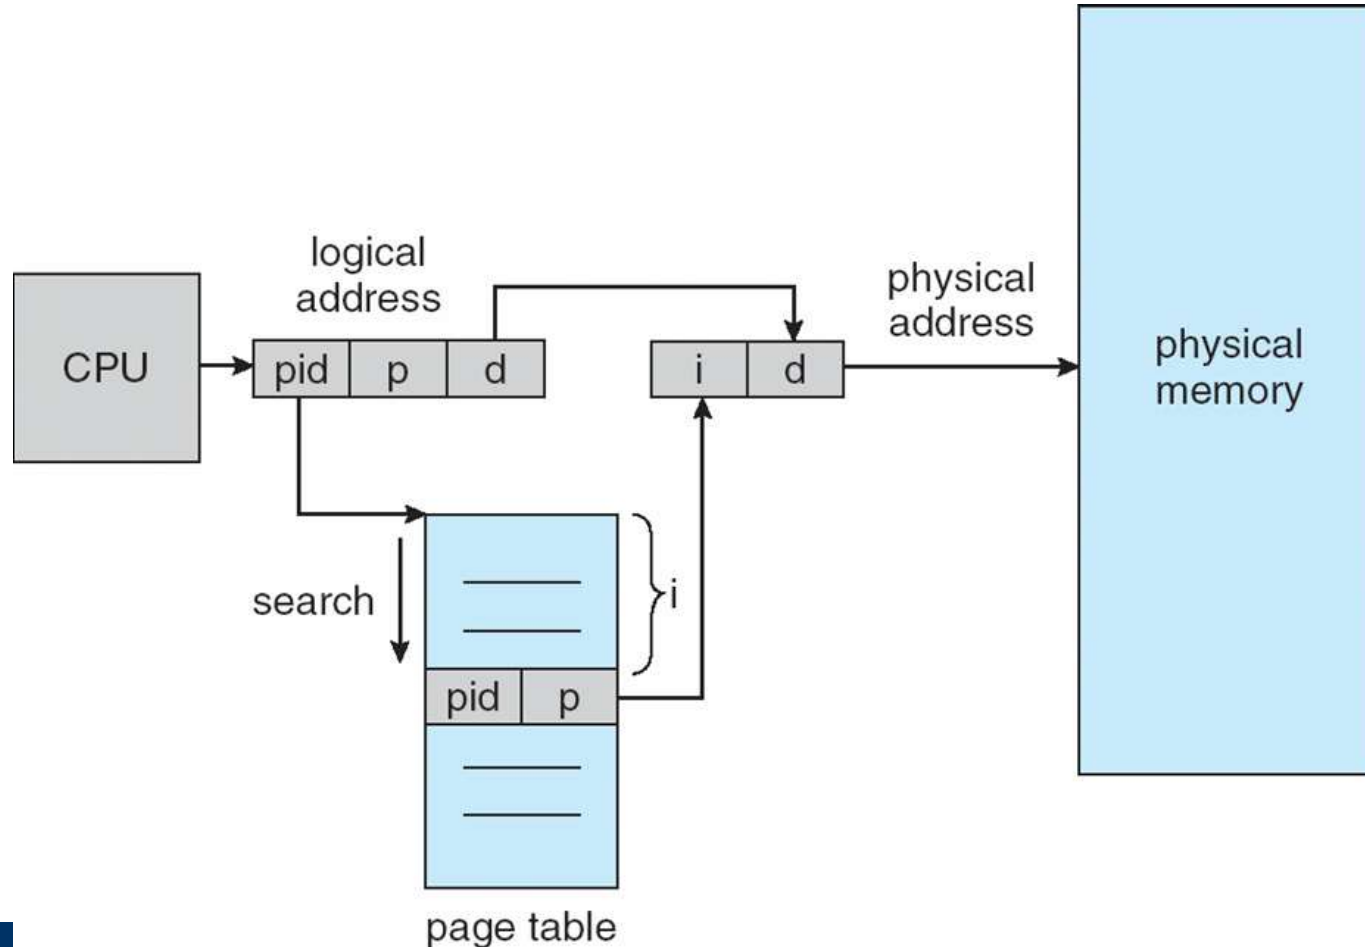 logical
address
physical
address
CPU
pid p d
i d
physical
memory
search
i
pid p
page table